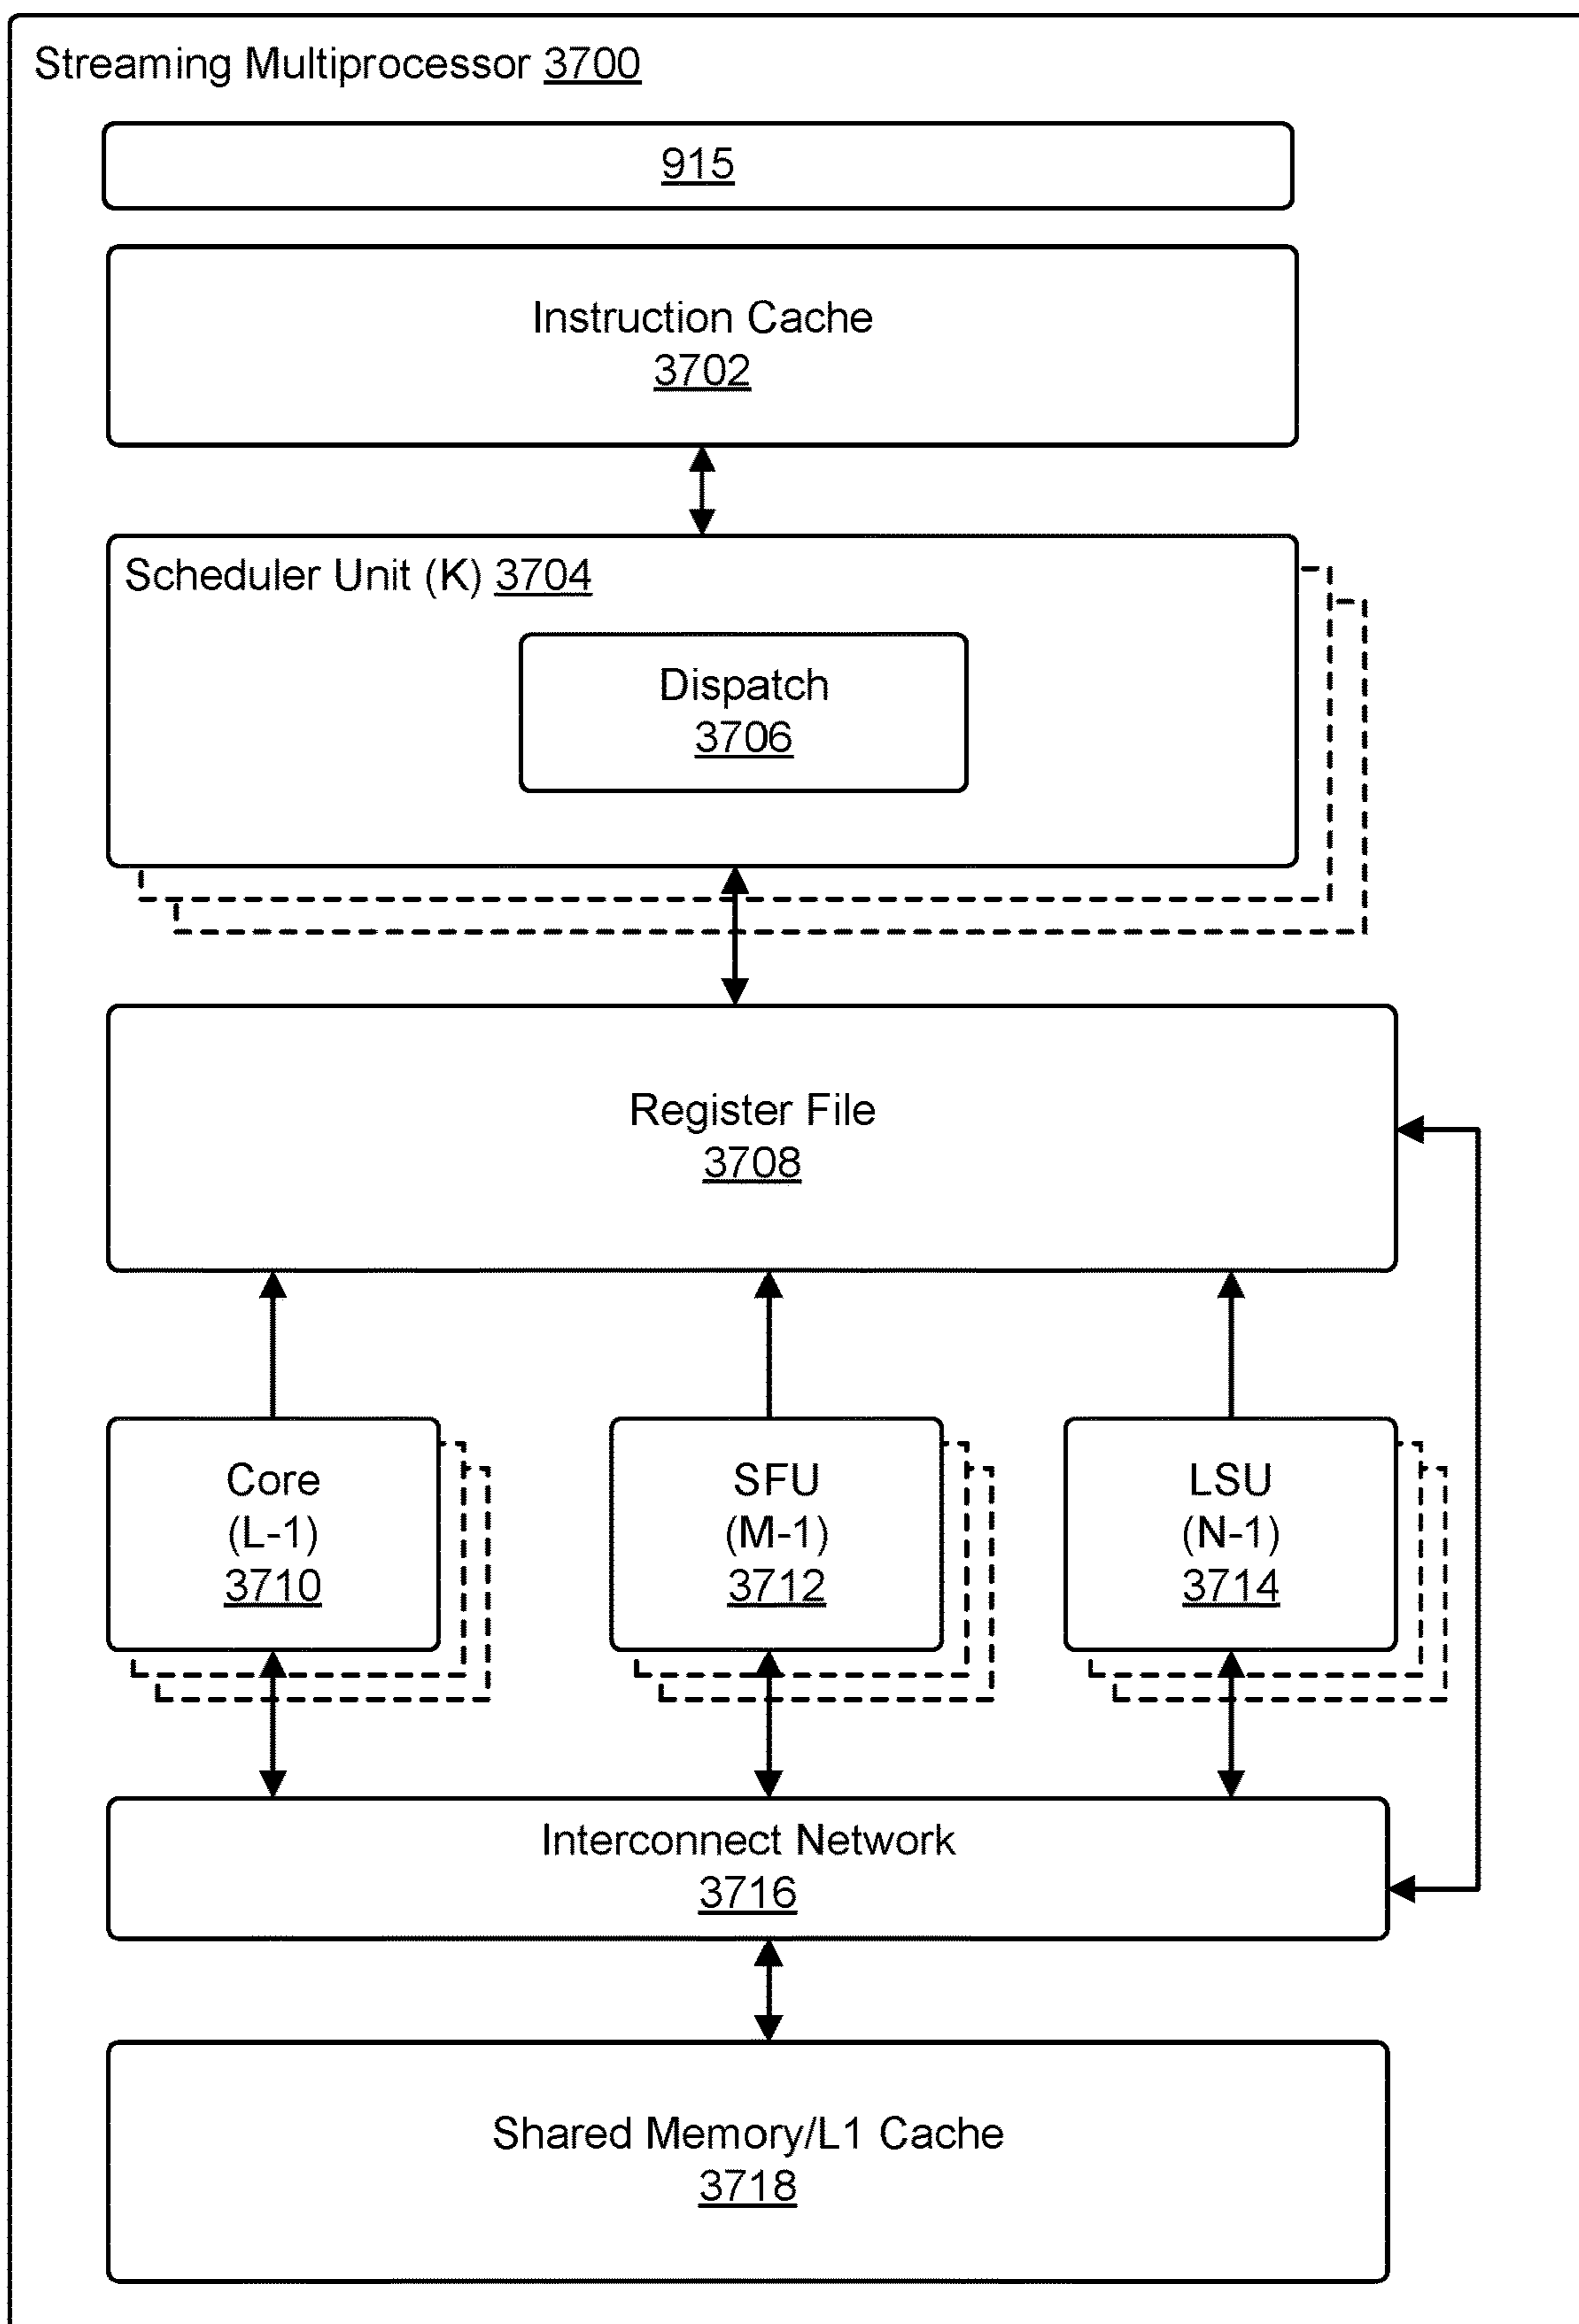 Streaming Multiprocessor 3700
915
Instruction Cache
3702
Scheduler Unit (K) 3704
Dispatch
3706
Register File
3708
Core
(L-1)
3710
SFU
(M-1)
3712
LSU
(N-1)
3714
Interconnect Network
3716
Shared Memory/L1 Cache
3718